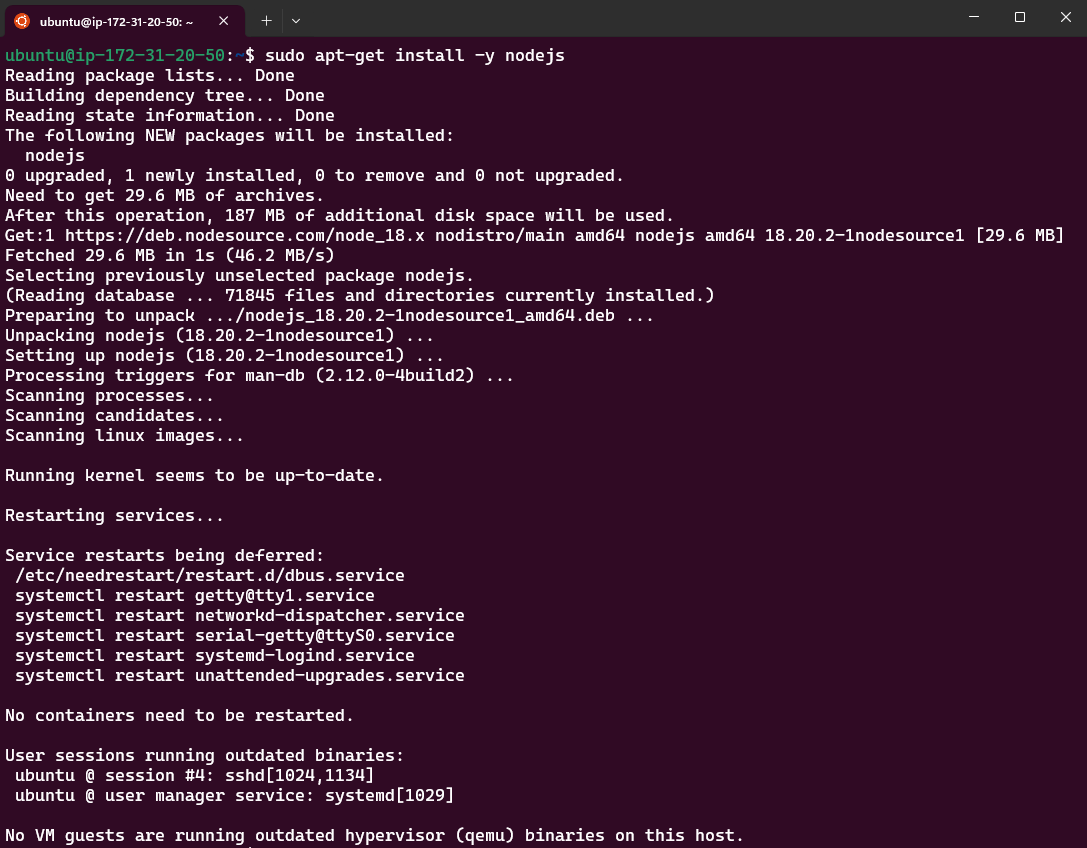 ubuntu@ip-172-31-20-50: ~
ubuntu@ip-172-31-20-50:~$ sudo apt-get install -y nodejs
Reading package lists... Done
Building dependency tree... Done
Reading state information... Done
The following NEW packages will be installed:
  nodejs
0 upgraded, 1 newly installed, 0 to remove and 0 not upgraded.
Need to get 29.6 MB of archives.
After this operation, 187 MB of additional disk space will be used.
Get:1 https://deb.nodesource.com/node_18.x nodistro/main amd64 nodejs amd64 18.20.2-1nodesource1 [29.6 MB]
Fetched 29.6 MB in 1s (46.2 MB/s)
Selecting previously unselected package nodejs.
(Reading database ... 71845 files and directories currently installed.)
Preparing to unpack .../nodejs_18.20.2-1nodesource1_amd64.deb ...
Unpacking nodejs (18.20.2-1nodesource1) ...
Setting up nodejs (18.20.2-1nodesource1) ...
Processing triggers for man-db (2.12.0-4build2) ...
Scanning processes...
Scanning candidates...
Scanning linux images...

Running kernel seems to be up-to-date.

Restarting services...

Service restarts being deferred:
 /etc/needrestart/restart.d/dbus.service
 systemctl restart getty@tty1.service
 systemctl restart networkd-dispatcher.service
 systemctl restart serial-getty@ttyS0.service
 systemctl restart systemd-logind.service
 systemctl restart unattended-upgrades.service

No containers need to be restarted.

User sessions running outdated binaries:
 ubuntu @ session #4: sshd[1024,1134]
 ubuntu @ user manager service: systemd[1029]

No VM guests are running outdated hypervisor (qemu) binaries on this host.